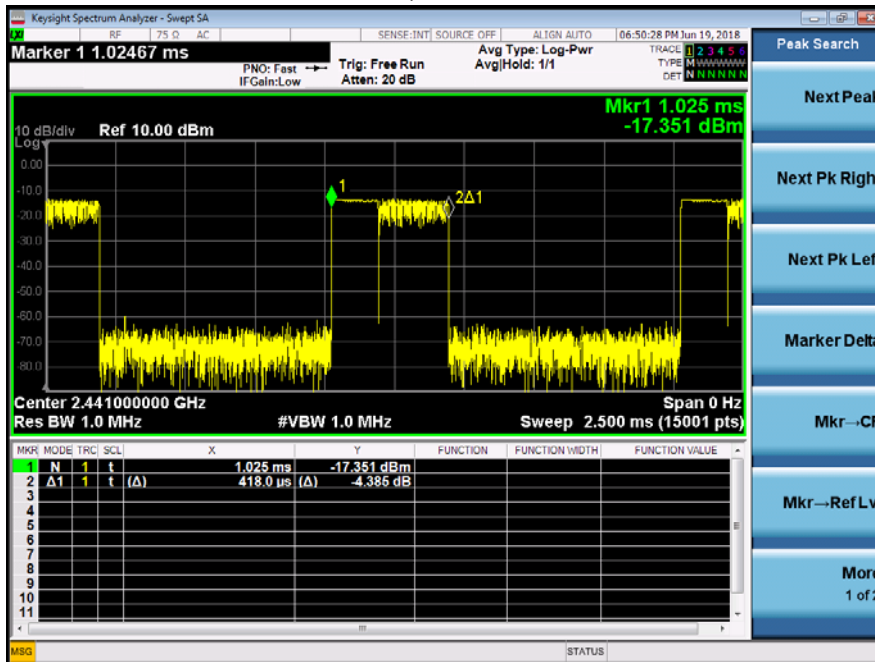 Keysight Spectrum Analyzer - Swept SA
LXI RF 75 Ω AC SENSE:INT SOURCE OFF ALIGN AUTO 06:50:28 PM Jun 19, 2018
Marker 1 1.02467 ms
PNO: Fast
IFGain:Low
Trig: Free Run
Atten: 20 dB
Avg Type: Log-Pwr
Avg|Hold: 1/1
TRACE 1 2 3 4 5 6
TYPE M W W W W W
DET N N N N N N
Mkr1 1.025 ms
-17.351 dBm
10 dB/div Ref 10.00 dBm
Log
0.00
-10.0
-20.0
-30.0
-40.0
-50.0
-60.0
-70.0
-80.0
1
2Δ1
Center 2.441000000 GHz Span 0 Hz
Res BW 1.0 MHz #VBW 1.0 MHz Sweep 2.500 ms (15001 pts)
MKR MODE TRC SCL X Y FUNCTION FUNCTION WIDTH FUNCTION VALUE
1 N 1 t 1.025 ms -17.351 dBm
2 Δ1 1 t (Δ) 418.0 µs (Δ) -4.385 dB
3
4
5
6
7
8
9
10
11
MSG STATUS
Peak Search
Next Peak
Next Pk Righ
Next Pk Lef
Marker Delta
Mkr→CF
Mkr→Ref Lv
More
1 of 2